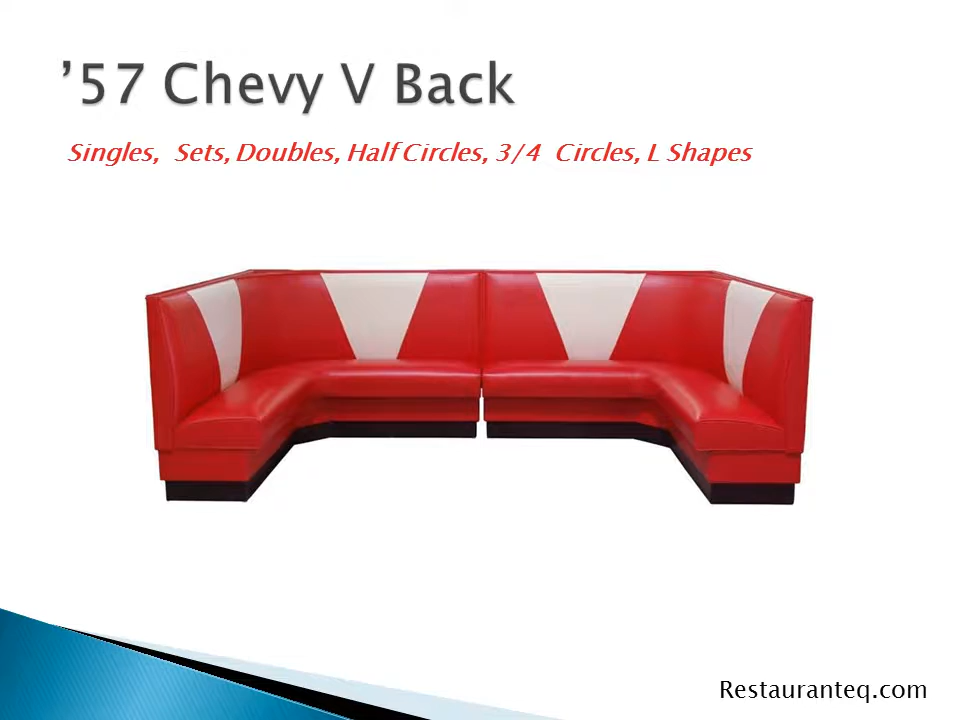 ’57 Chevy V Back
Singles, Sets, Doubles, Half Circles, 3/4 Circles, L Shapes
Restauranteq.com